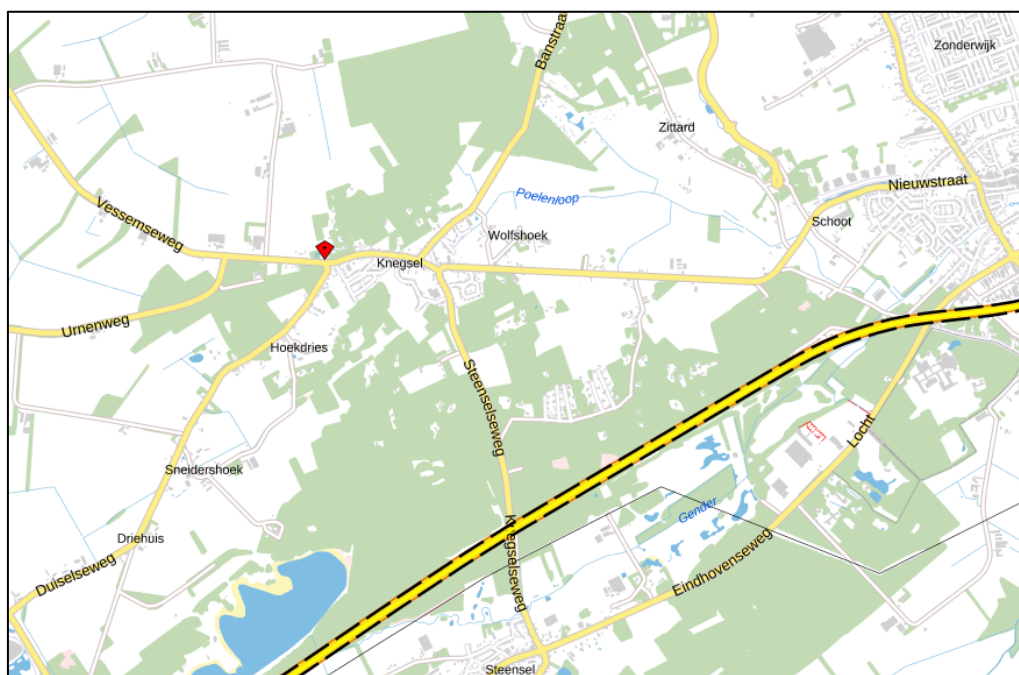 Banstraat
Zonderwijk
Zittard
Nieuwstraat
Poelenloop
Vessemseweg
Schoot
Wolfshoek
Knegsel
Urnenweg
Hoekdries
Steenselseweg
Locht
Sneidershoek
Gender
Driehuis
Knegselseweg
Duiselseweg
Eindhovenseweg
Steensel